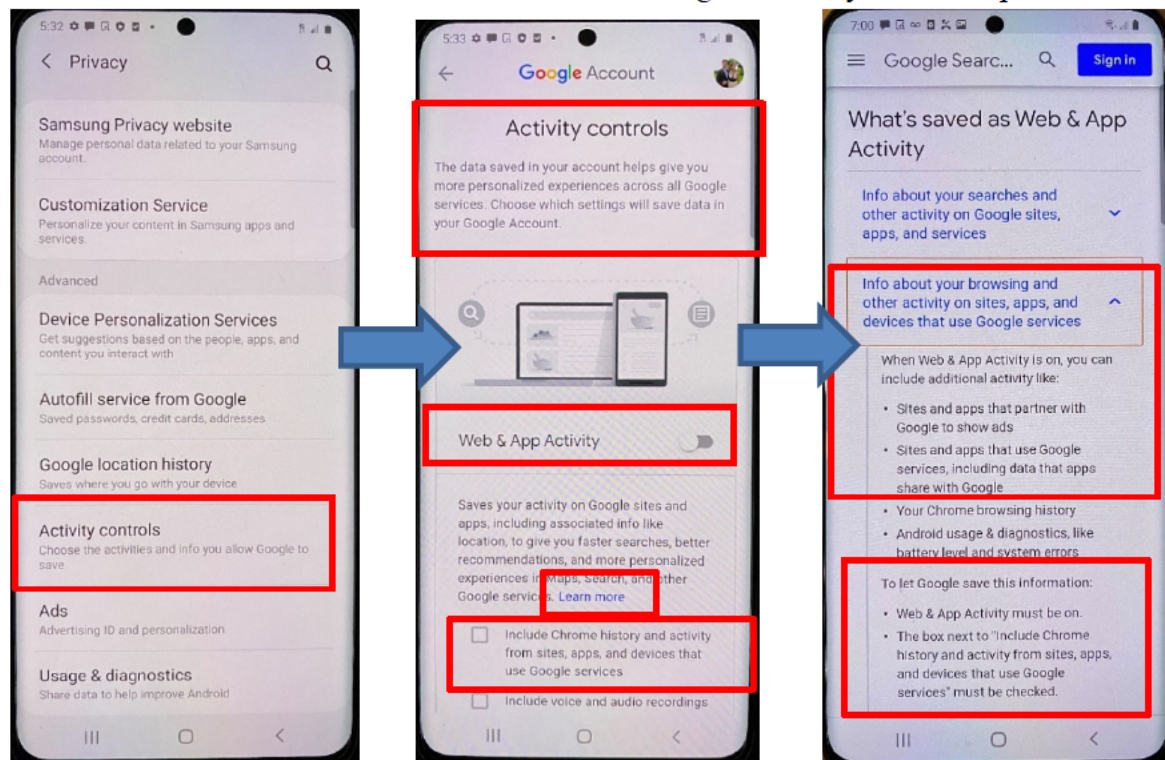 5:32
Privacy
Samsung Privacy website
Manage personal data related to your Samsung
account.
Customization Service
Personalize your content in Samsung apps and
services.
Advanced
Device Personalization Services
Get suggestions based on the people, apps, and
content you interact with
Autofill service from Google
Saved passwords, credit cards, addresses
Google location history
Saves where you go with your device
Activity controls
Choose the activities and info you allow Google to
save
Ads
Advertising ID and personalization
Usage & diagnostics
Share data to help improve Android
5:33
Google Account
Activity controls
The data saved in your account helps give you
more personalized experiences across all Google
services. Choose which settings will save data in
your Google Account.
Web & App Activity
Saves your activity on Google sites and
apps, including associated info like
location, to give you faster searches, better
recommendations, and more personalized
experiences in Maps, Search, and other
Google services. Learn more
Include Chrome history and activity
from sites, apps, and devices that
use Google services
Include voice and audio recordings
7:00
Google Searc...
Sign in
What's saved as Web & App
Activity
Info about your searches and
other activity on Google sites,
apps, and services
Info about your browsing and
other activity on sites, apps, and
devices that use Google services
When Web & App Activity is on, you can
include additional activity like:
• Sites and apps that partner with
Google to show ads
• Sites and apps that use Google
services, including data that apps
share with Google
• Your Chrome browsing history
• Android usage & diagnostics, like
battery level and system errors
To let Google save this information:
• Web & App Activity must be on.
• The box next to "Include Chrome
history and activity from sites, apps,
and devices that use Google
services" must be checked.